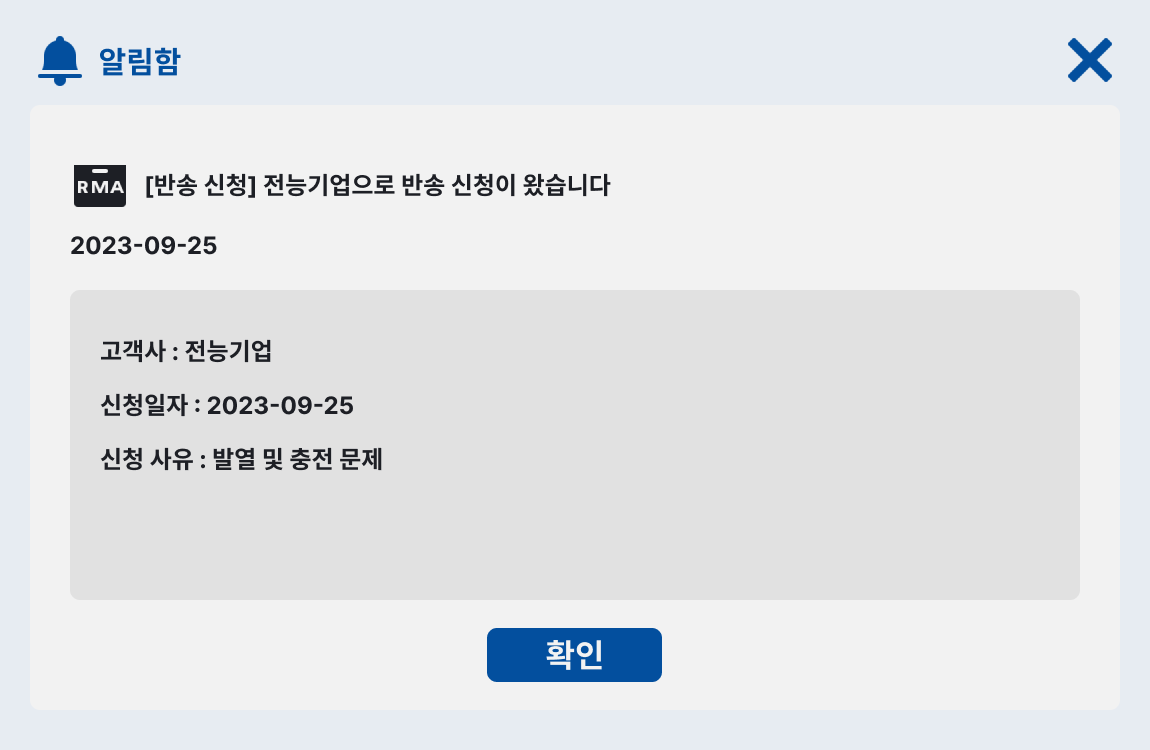 알림함
RMA [반송 신청] 전능기업으로 반송 신청이 왔습니다
2023-09-25
고객사 : 전능기업
신청일자 : 2023-09-25
신청 사유 : 발열 및 충전 문제
확인